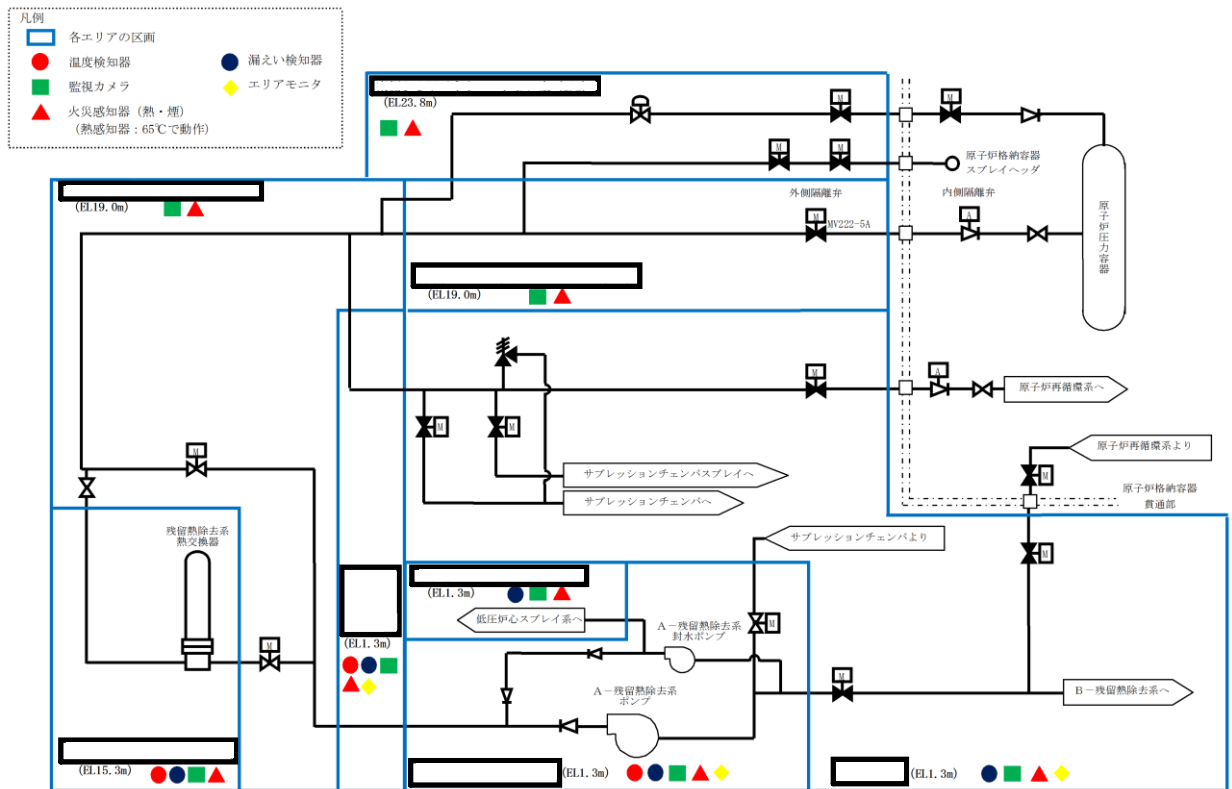 凡例
各エリアの区画
温度検知器
漏えい検知器
監視カメラ
エリアモニタ
火災感知器(熱・煙)
(熱感知器:65℃で動作)
(EL23.8m)
M
M
原子炉格納容器
スプレイヘッダ
M
M
(EL19.0m)
外側隔離弁
内側隔離弁
M
MV222-5A
A
原子炉圧力容器
(EL19.0m)
M
A
原子炉再循環系へ
M
M
原子炉再循環系より
M
サプレッションチェンバスプレイへ
サプレッションチェンバへ
原子炉格納容器
貫通部
M
残留熱除去系
熱交換器
サプレッションチェンバより
M
(EL1.3m)
低圧炉心スプレイ系へ
A-残留熱除去系
封水ポンプ
M
(EL1.3m)
M
A-残留熱除去系
ポンプ
M
B-残留熱除去系へ
(EL15.3m)
(EL1.3m)
(EL1.3m)